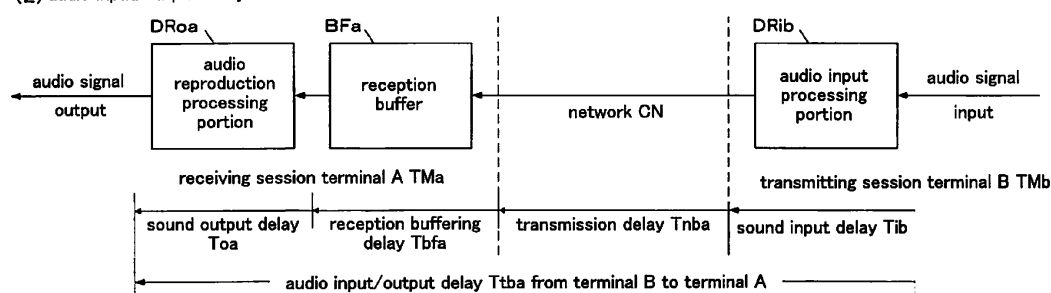 DRoa
BFa
DRib
audio signal
output
audio
reproduction
processing
portion
reception
buffer
network CN
audio input
processing
portion
audio signal
input
receiving session terminal A TMa
transmitting session terminal B TMb
sound output delay
Toa
reception buffering
delay Tbfa
transmission delay Tnba
sound input delay Tib
audio input/output delay Ttba from terminal B to terminal A